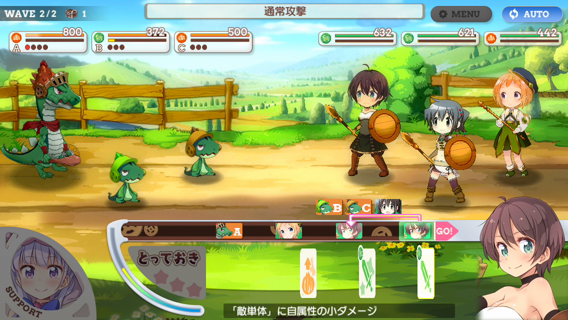 WAVE 2/2 1
通常攻撃
MENU
AUTO
800
A
372
B
500
C
632
621
442
B
C
A
GO!
とっておき
SUPPORT
「敵単体」に自属性の小ダメージ